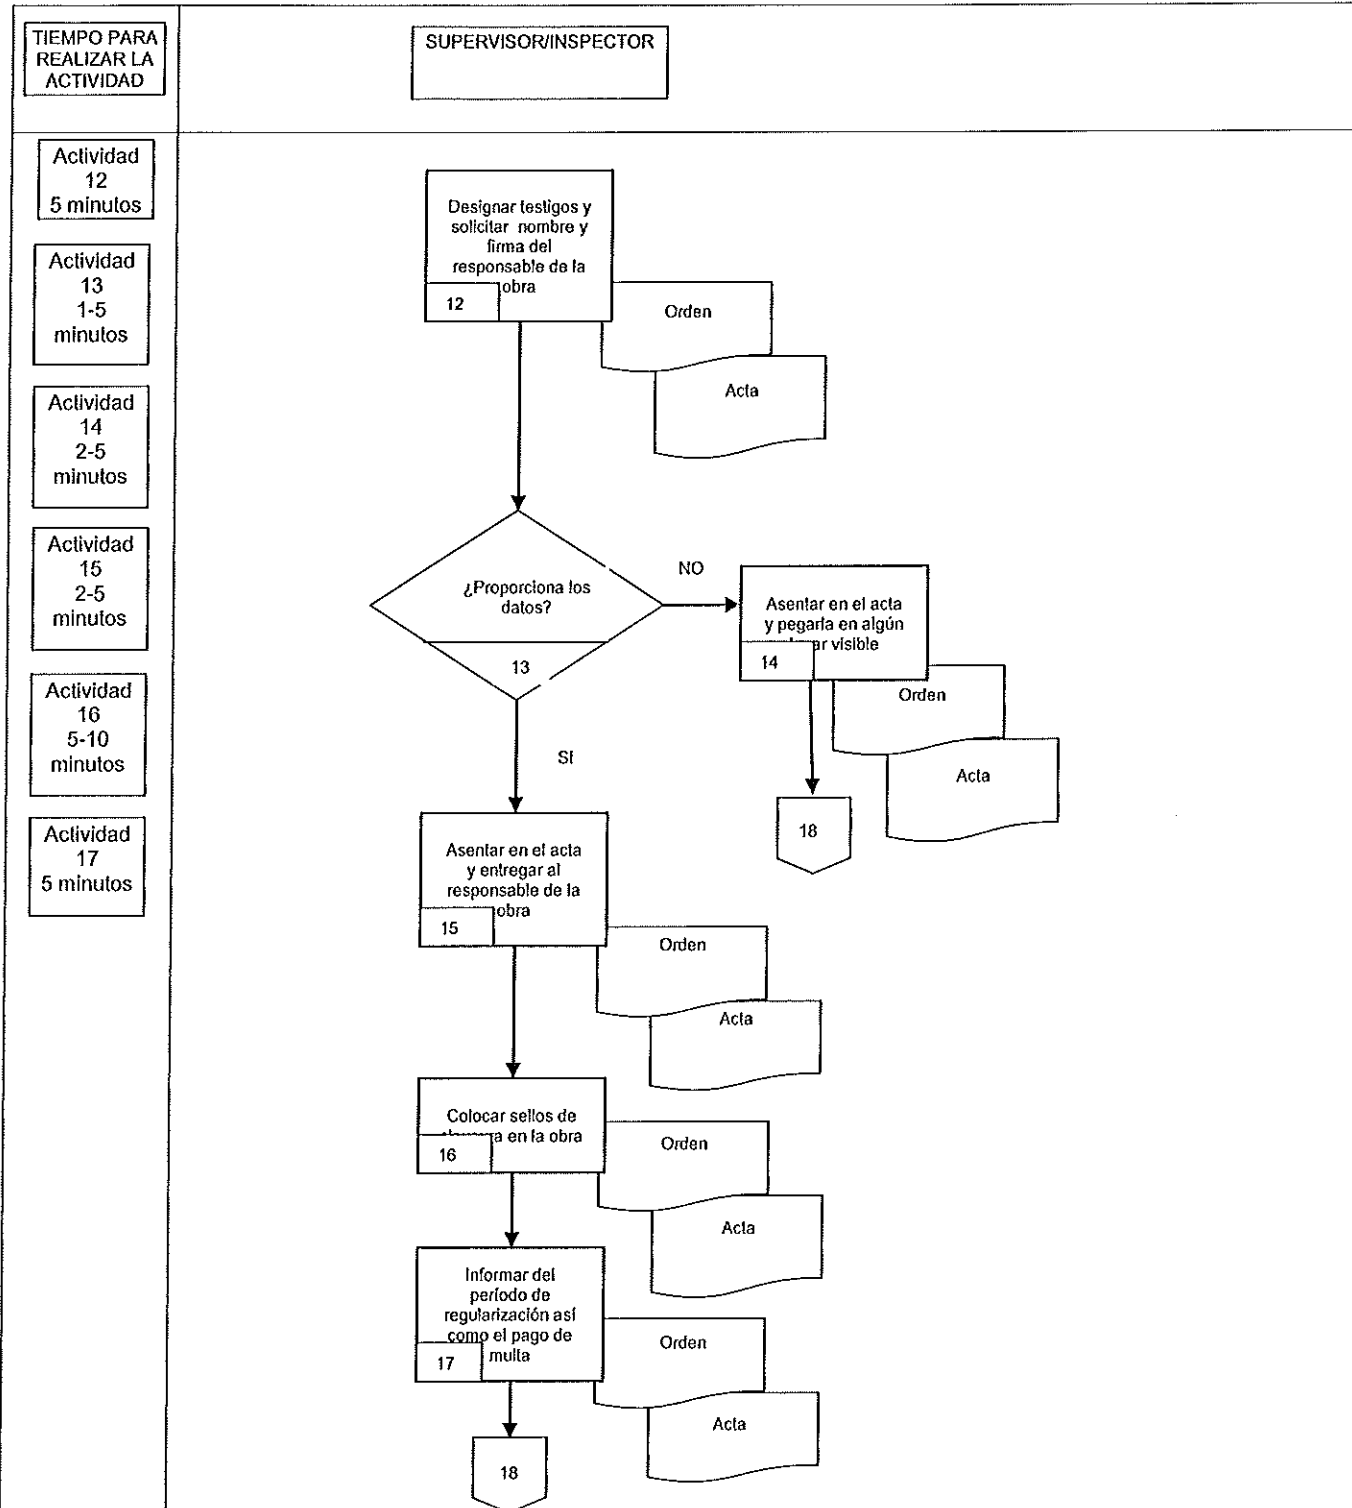 TIEMPO PARA
REALIZAR LA
ACTIVIDAD
SUPERVISOR/INSPECTOR
Actividad
12
5 minutos
Actividad
13
1-5
minutos
Actividad
14
2-5
minutos
Actividad
15
2-5
minutos
Actividad
16
5-10
minutos
Actividad
17
5 minutos
Designar testigos y
solicitar nombre y
firma del
responsable de la
obra
12
Orden
Acta
¿Proporciona los
datos?
13
NO
Asentar en el acta
y pegarla en algún
visible
14
Orden
Acta
18
SI
Asentar en el acta
y entregar al
responsable de la
obra
15
Orden
Acta
Colocar sellos de
en la obra
16
Orden
Acta
Informar del
período de
regularización así
como el pago de
multa
17
Orden
Acta
18